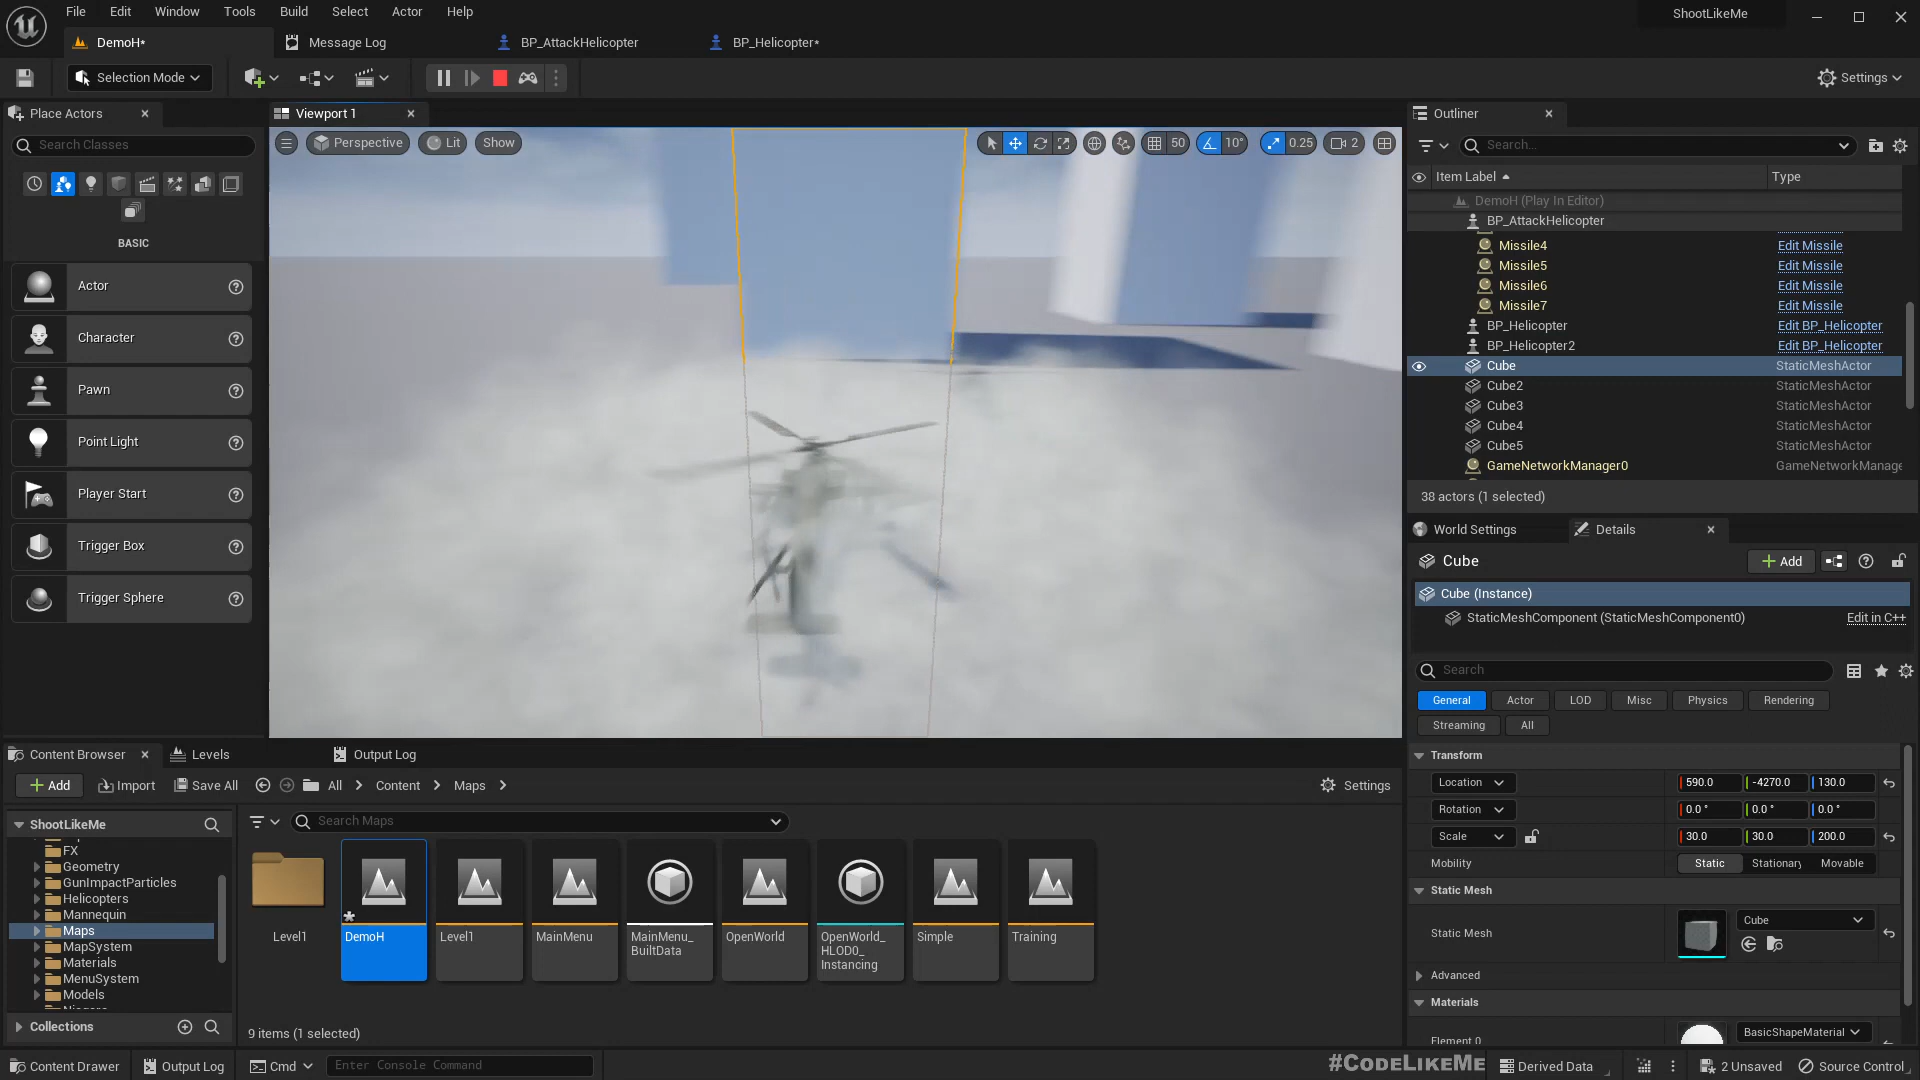 File Edit Window Tools Build Select Actor Help
ShootLikeMe
DemoH*
Message Log
BP_AttackHelicopter
BP_Helicopter*
Selection Mode
Settings
Place Actors
Search Classes
BASIC
Actor
Character
Pawn
Point Light
Player Start
Trigger Box
Trigger Sphere
Viewport 1
Perspective
Lit
Show
50
10°
0.25
2
Outliner
Search...
Item Label
Type
DemoH (Play In Editor)
BP_AttackHelicopter
Missile4 Edit Missile
Missile5 Edit Missile
Missile6 Edit Missile
Missile7 Edit Missile
BP_Helicopter Edit BP_Helicopter
BP_Helicopter2 Edit BP_Helicopter
Cube StaticMeshActor
Cube2 StaticMeshActor
Cube3 StaticMeshActor
Cube4 StaticMeshActor
Cube5 StaticMeshActor
GameNetworkManager0 GameNetworkManage
38 actors (1 selected)
World Settings
Details
Cube
Add
Cube (Instance)
StaticMeshComponent (StaticMeshComponent0)
Edit in C++
Search
General Actor LOD Misc Physics Rendering
Streaming All
Transform
Location 590.0 -4270.0 130.0
Rotation 0.0 ° 0.0 ° 0.0 °
Scale 30.0 30.0 200.0
Mobility Static Stationary Movable
Static Mesh
Static Mesh
Cube
Advanced
Materials
Element 0
BasicShapeMaterial
Content Browser
Levels
Output Log
Add
Import
Save All
All
Content
Maps
Settings
ShootLikeMe
FX
Geometry
GunImpactParticles
Helicopters
Mannequin
Maps
MapSystem
Materials
MenuSystem
Models
Collections
Search Maps
Level1
DemoH
Level1
MainMenu
MainMenu_
BuiltData
OpenWorld
OpenWorld_
HLOD0_
Instancing
Simple
Training
9 items (1 selected)
Content Drawer
Output Log
Cmd
Enter Console Command
#CodeLikeMe
Derived Data
2 Unsaved
Source Control